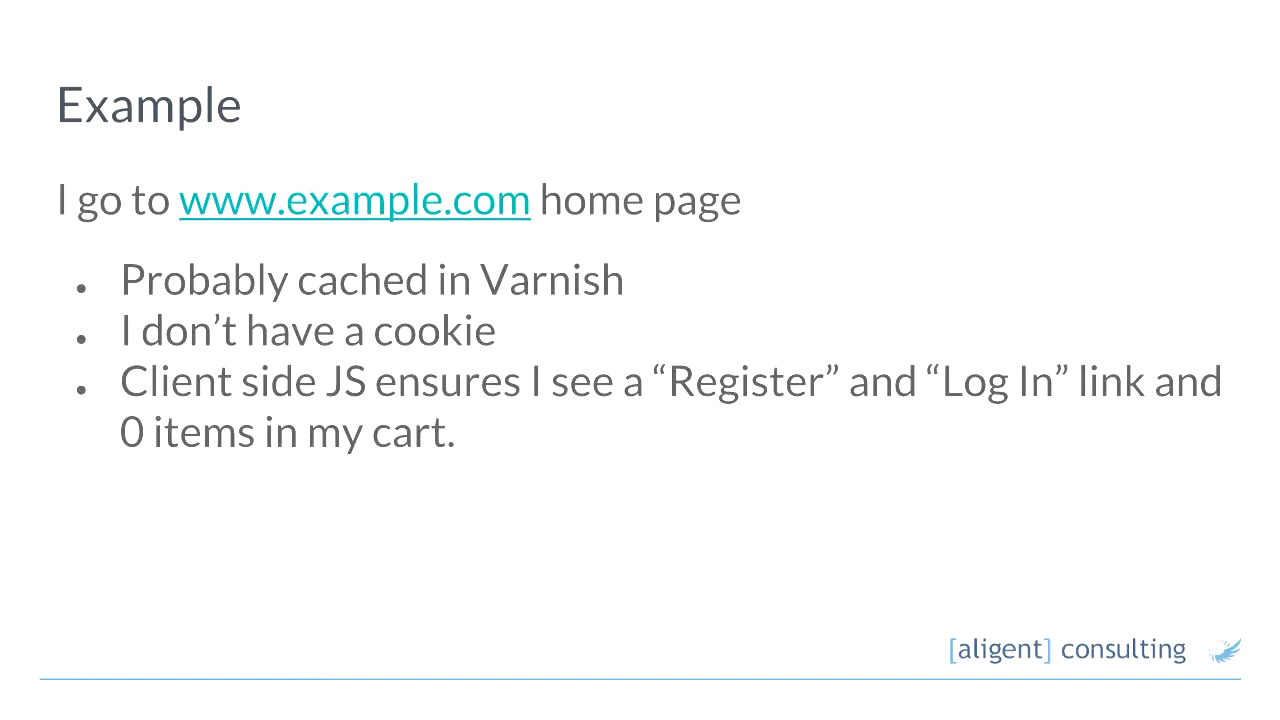 Example
I go to www.example.com home page
● Probably cached in Varnish
● I don’t have a cookie
● Client side JS ensures I see a “Register” and “Log In” link and
0 items in my cart.
[aligent] consulting